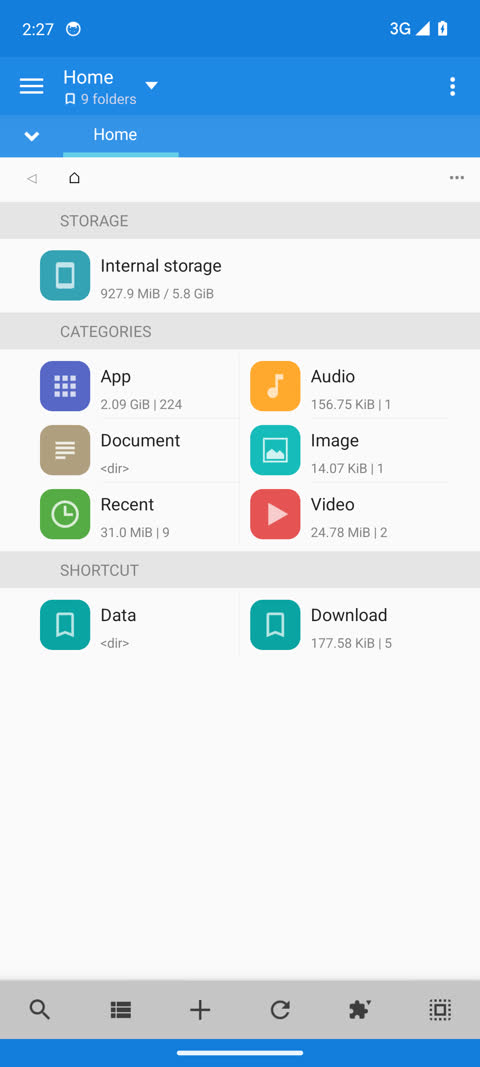 2:27
3G
Home
9 folders
Home
STORAGE
Internal storage
927.9 MiB / 5.8 GiB
CATEGORIES
App
2.09 GiB | 224
Audio
156.75 KiB | 1
Document
<dir>
Image
14.07 KiB | 1
Recent
31.0 MiB | 9
Video
24.78 MiB | 2
SHORTCUT
Data
<dir>
Download
177.58 KiB | 5